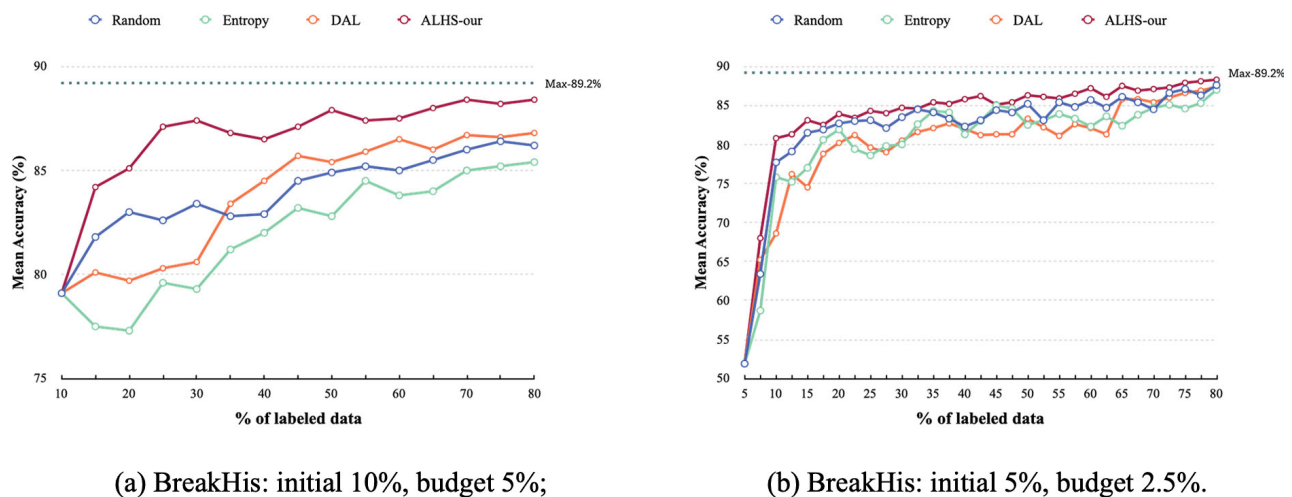 Random Entropy DAL ALHS-our
90
Max-89.2%
85
80
75
Mean Accuracy (%)
10 20 30 40 50 60 70 80
% of labeled data
(a) BreakHis: initial 10%, budget 5%;
Random Entropy DAL ALHS-our
90
Max-89.2%
85
80
75
70
65
60
55
50
Mean Accuracy (%)
5 10 15 20 25 30 35 40 45 50 55 60 65 70 75 80
% of labeled data
(b) BreakHis: initial 5%, budget 2.5%.